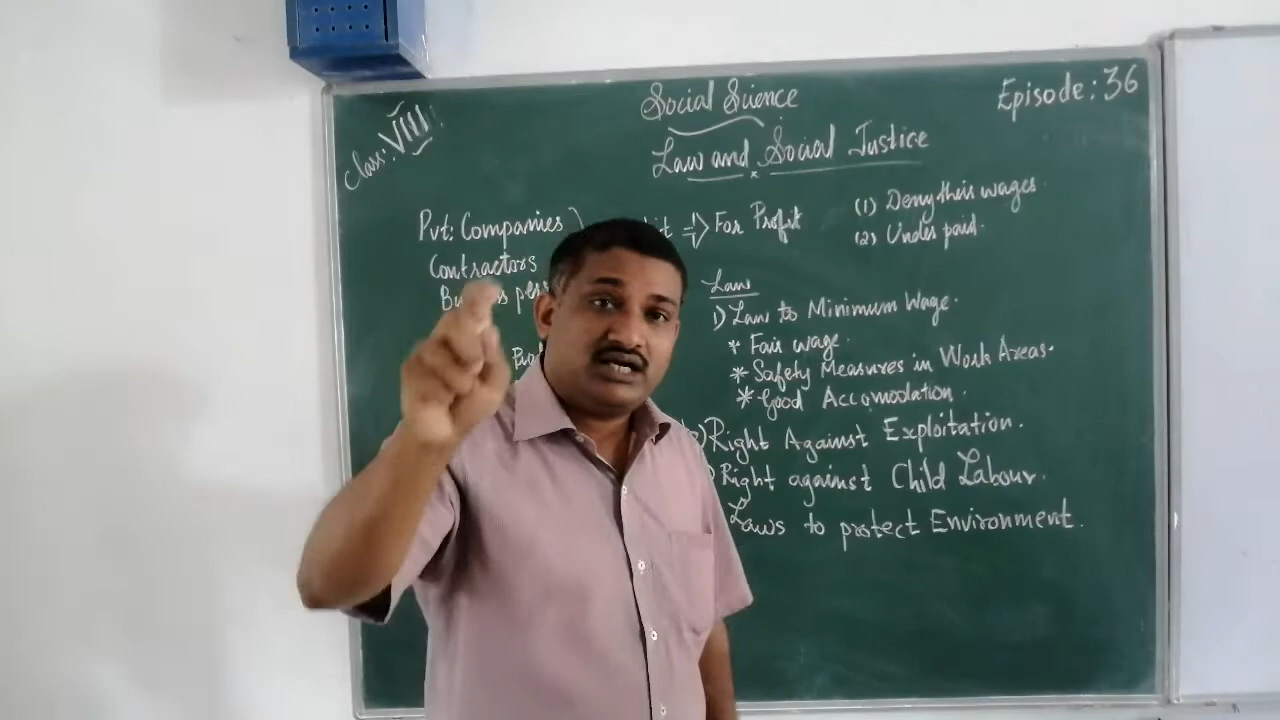 Class: VIII
Social Science
Episode: 36
Law and Social Justice
Pvt: Companies
Contractors
=> For Profit
(1) Deny their wages.
(2) Under paid.
Law
1) Law to Minimum Wage.
* Fair wage.
* Safety Measures in Work Areas.
* Good Accomodation.
Right Against Exploitation.
Right against Child Labour.
Laws to protect Environment.